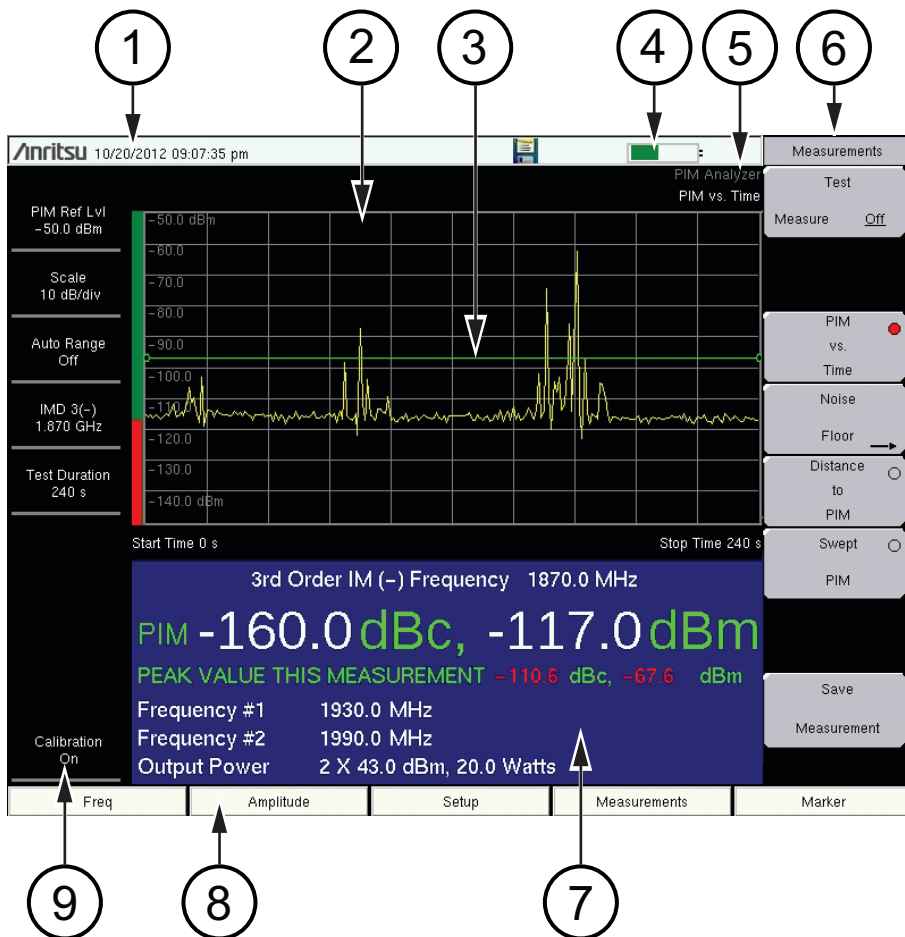 1 2 3 4 5 6
Anritsu 10/20/2012 09:07:35 pm
Measurements
PIM Analyzer
PIM vs. Time
PIM Ref Lvl
-50.0 dBm
Scale
10 dB/div
Auto Range
Off
IMD 3(-)
1.870 GHz
Test Duration
240 s
Calibration
On
-50.0 dBm
-60.0
-70.0
-80.0
-90.0
-100.0
-110.0
-120.0
-130.0
-140.0 dBm
Start Time 0 s Stop Time 240 s
3rd Order IM (-) Frequency 1870.0 MHz
PIM -160.0 dBc, -117.0 dBm
PEAK VALUE THIS MEASUREMENT -110.6 dBc, -67.6 dBm
Frequency #1 1930.0 MHz
Frequency #2 1990.0 MHz
Output Power 2 X 43.0 dBm, 20.0 Watts
Test
Measure Off
PIM
vs.
Time
Noise
Floor
Distance
to
PIM
Swept
PIM
Save
Measurement
Freq Amplitude Setup Measurements Marker
9 8 7